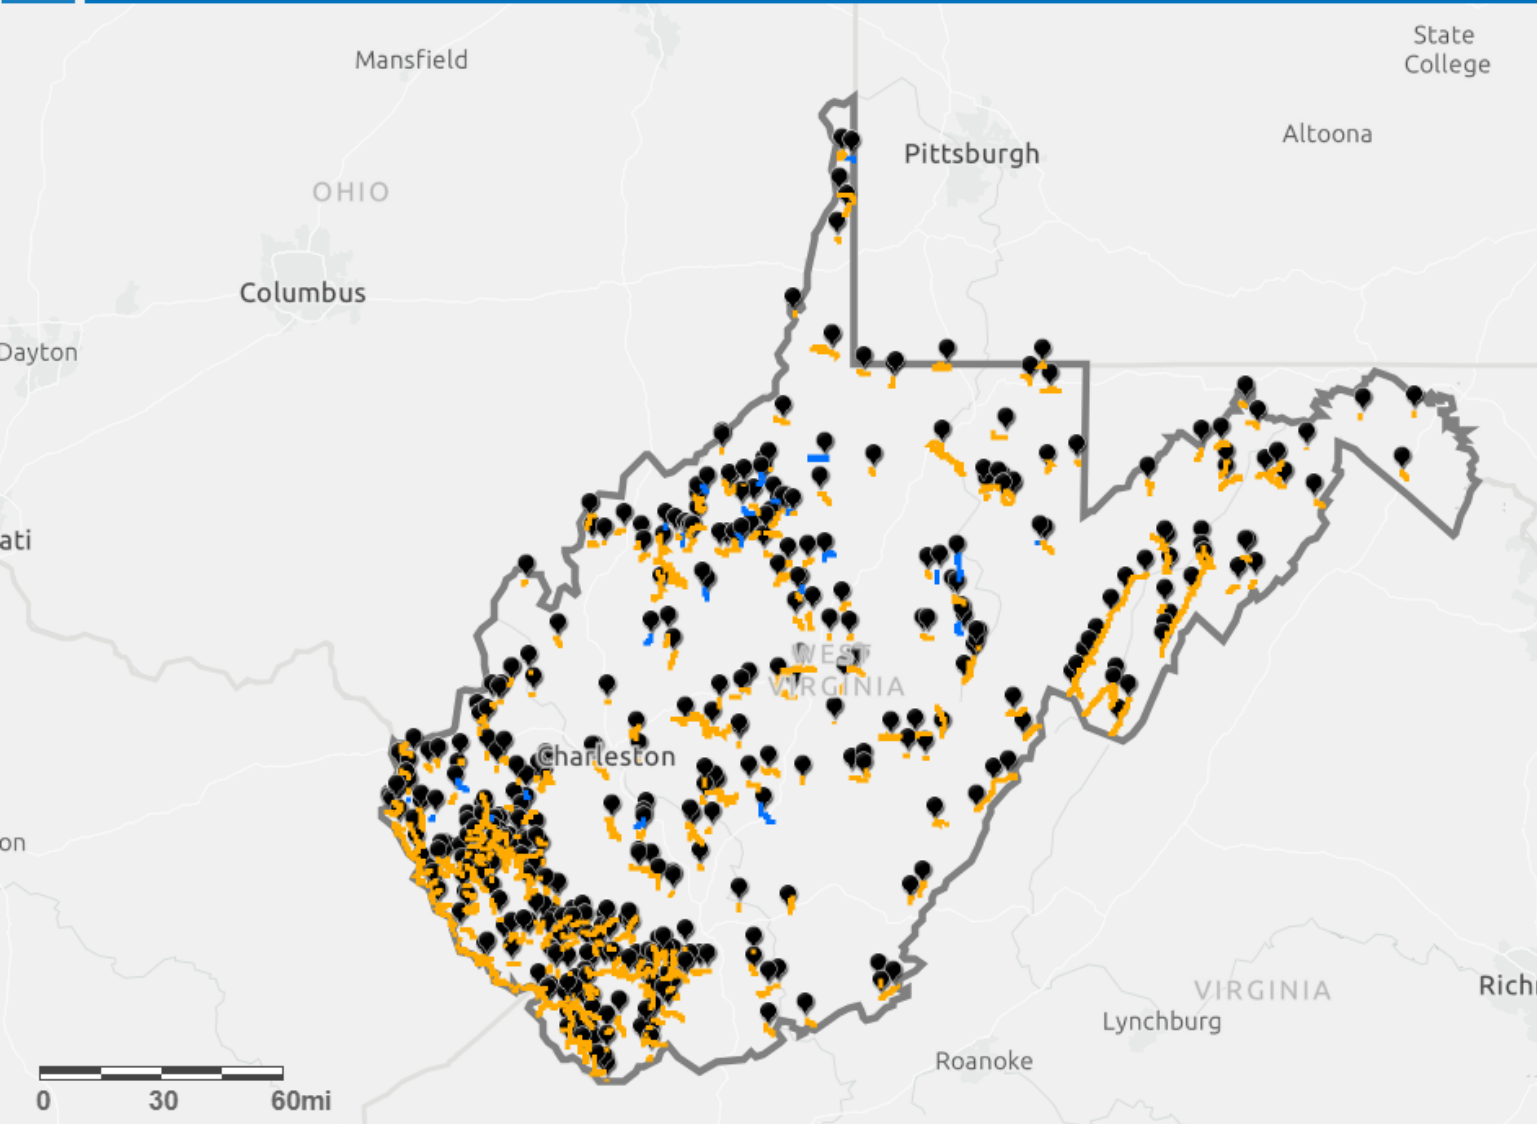 State
College
Mansfield
Altoona
Pittsburgh
OHIO
Columbus
Dayton
ati
WEST
VIRGINIA
Charleston
on
VIRGINIA
Rich
Lynchburg
Roanoke
0 30 60mi